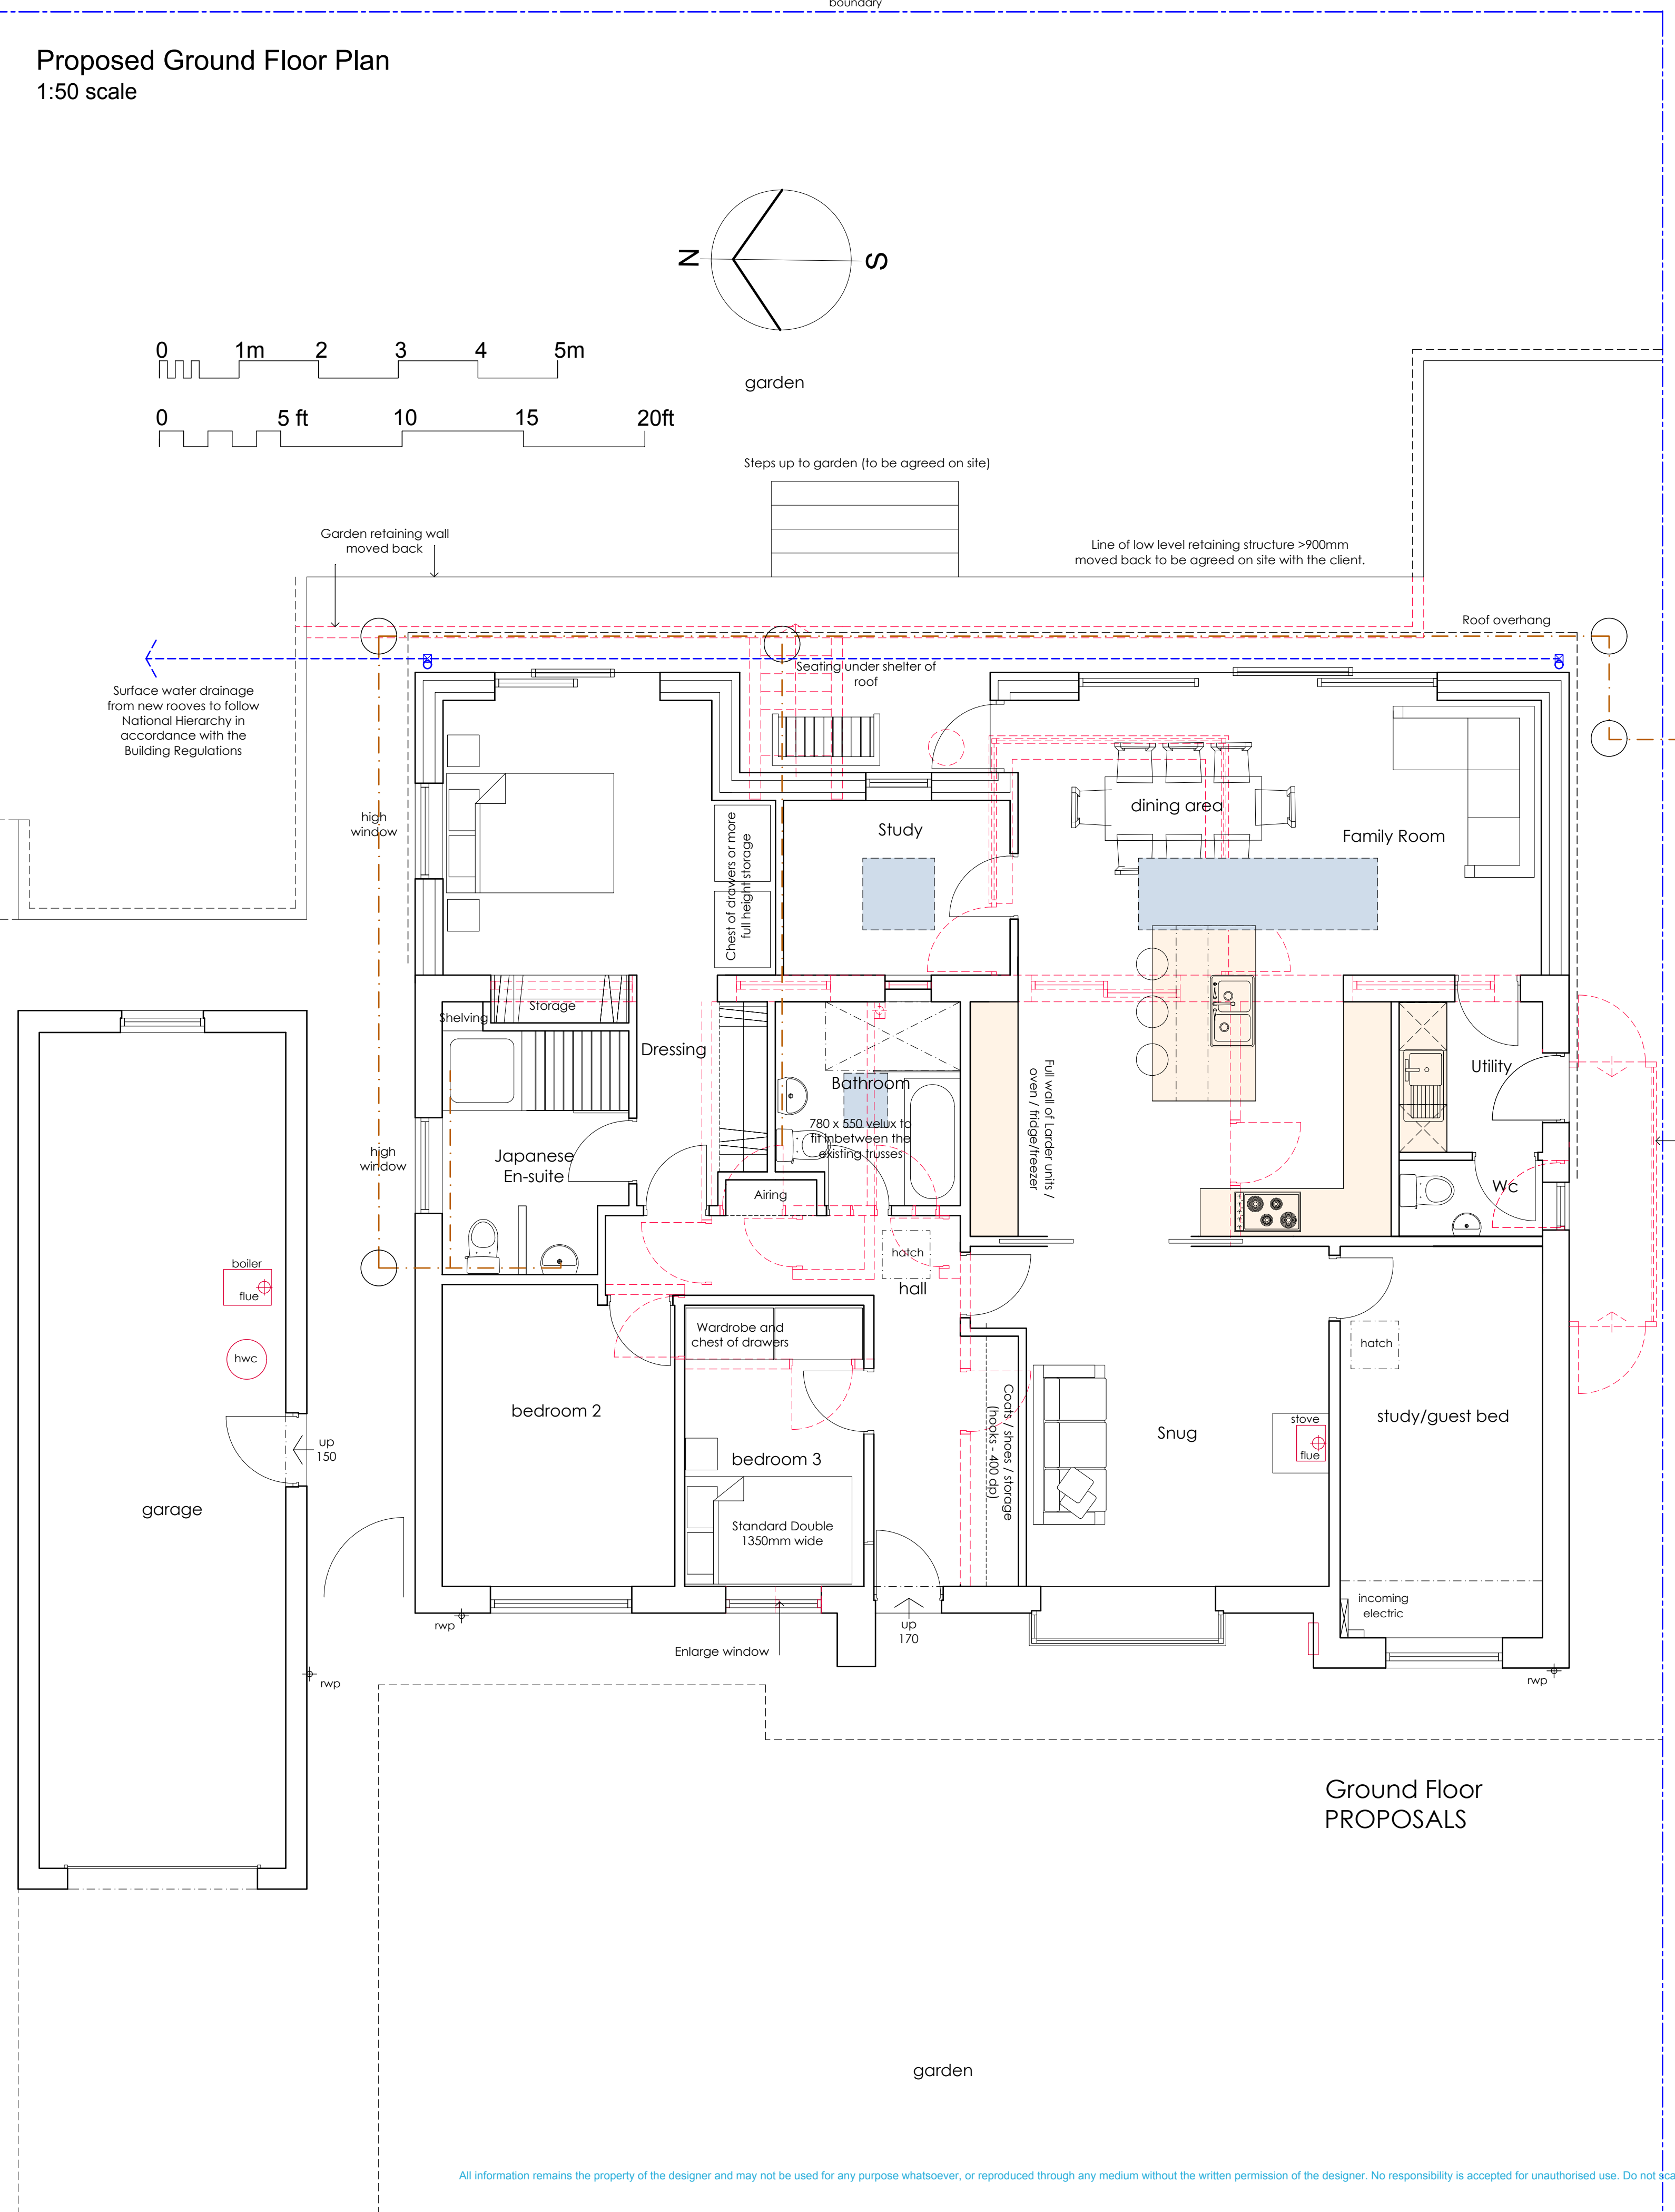 boundary
Proposed Ground Floor Plan
1:50 scale
N
S
0 1m 2 3 4 5m
garden
0 5 ft 10 15 20ft
Steps up to garden (to be agreed on site)
Garden retaining wall
moved back
Line of low level retaining structure >900mm
moved back to be agreed on site with the client.
Roof overhang
Surface water drainage
from new rooves to follow
National Hierarchy in
accordance with the
Building Regulations
Seating under shelter of
roof
high
window
Chest of drawers or more
full height storage
Study
dining area
Family Room
Storage
Shelving
Dressing
Bathroom
780 x 550 velux to
fit inbetween the
existing trusses
Full wall of Larder units /
oven / fridge/freezer
Utility
high
window
Japanese
En-suite
Airing
Wc
boiler
flue
hwc
hatch
hall
Wardrobe and
chest of drawers
hatch
bedroom 2
bedroom 3
Coats / shoes / storage
(hooks - 400 dp)
Snug
stove
flue
study/guest bed
up
150
garage
Standard Double
1350mm wide
incoming
electric
rwp
up
170
Enlarge window
rwp
rwp
Ground Floor
PROPOSALS
garden
All information remains the property of the designer and may not be used for any purpose whatsoever, or reproduced through any medium without the written permission of the designer. No responsibility is accepted for unauthorised use. Do not sca